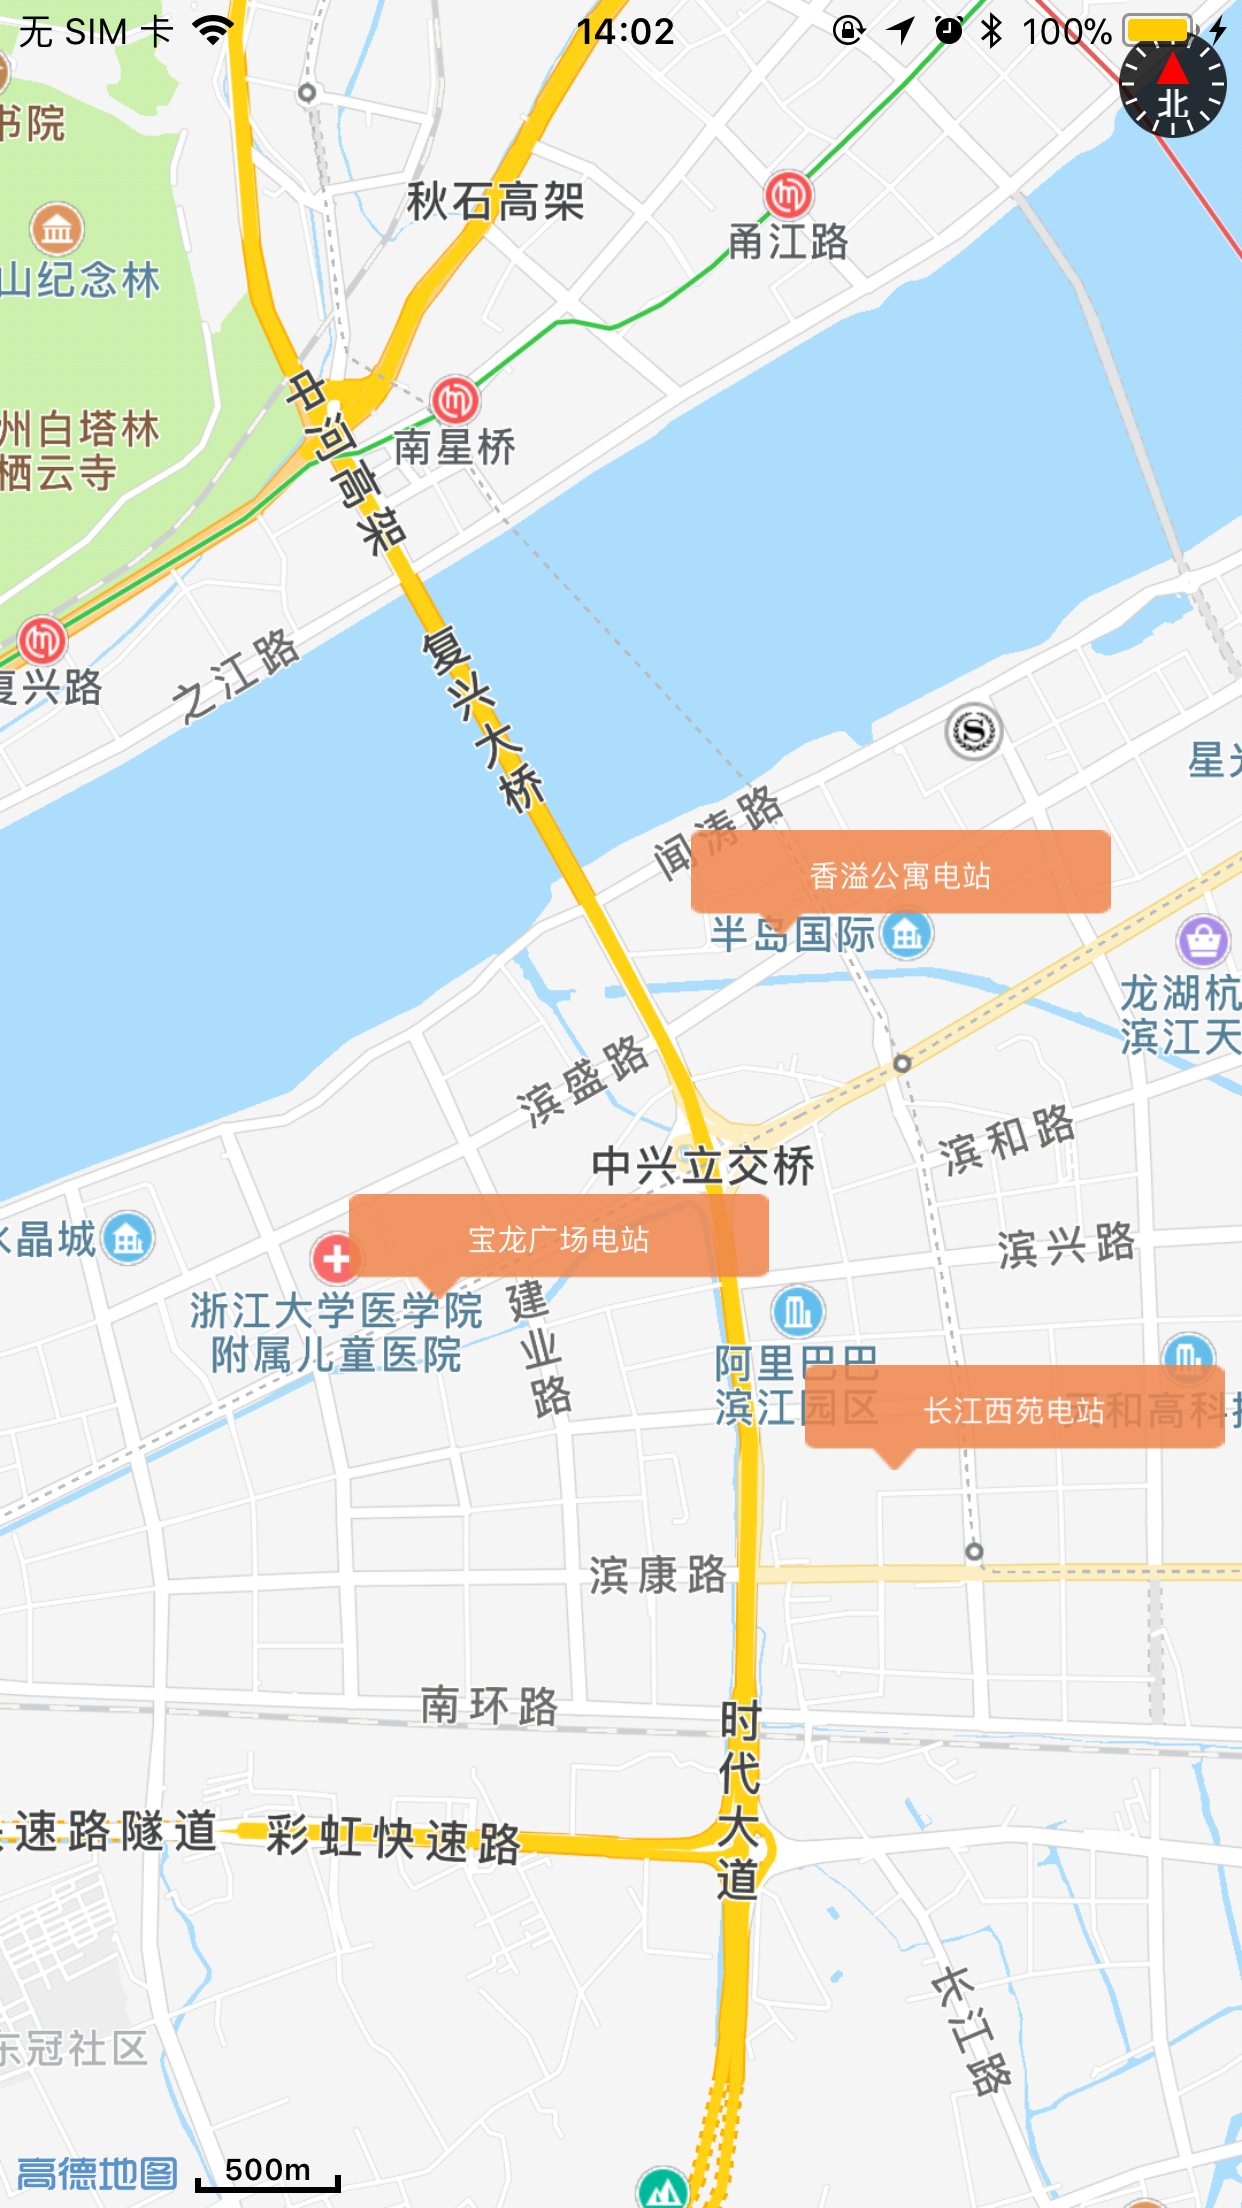 无 SIM 卡
14:02
100%
北
书院
秋石高架
甬江路
山纪念林
中河高架
州白塔林
栖云寺
南星桥
复兴路
之江路
复兴大桥
星光
闻涛路
香溢公寓电站
半岛国际
龙湖杭
滨江天
滨盛路
滨和路
中兴立交桥
水晶城
宝龙广场电站
滨兴路
浙江大学医学院
附属儿童医院
建业路
阿里巴巴
滨江园区
长江西苑电站
和高科技
滨康路
南环路
时代大道
速路隧道
彩虹快速路
东冠社区
长江路
高德地图
500m